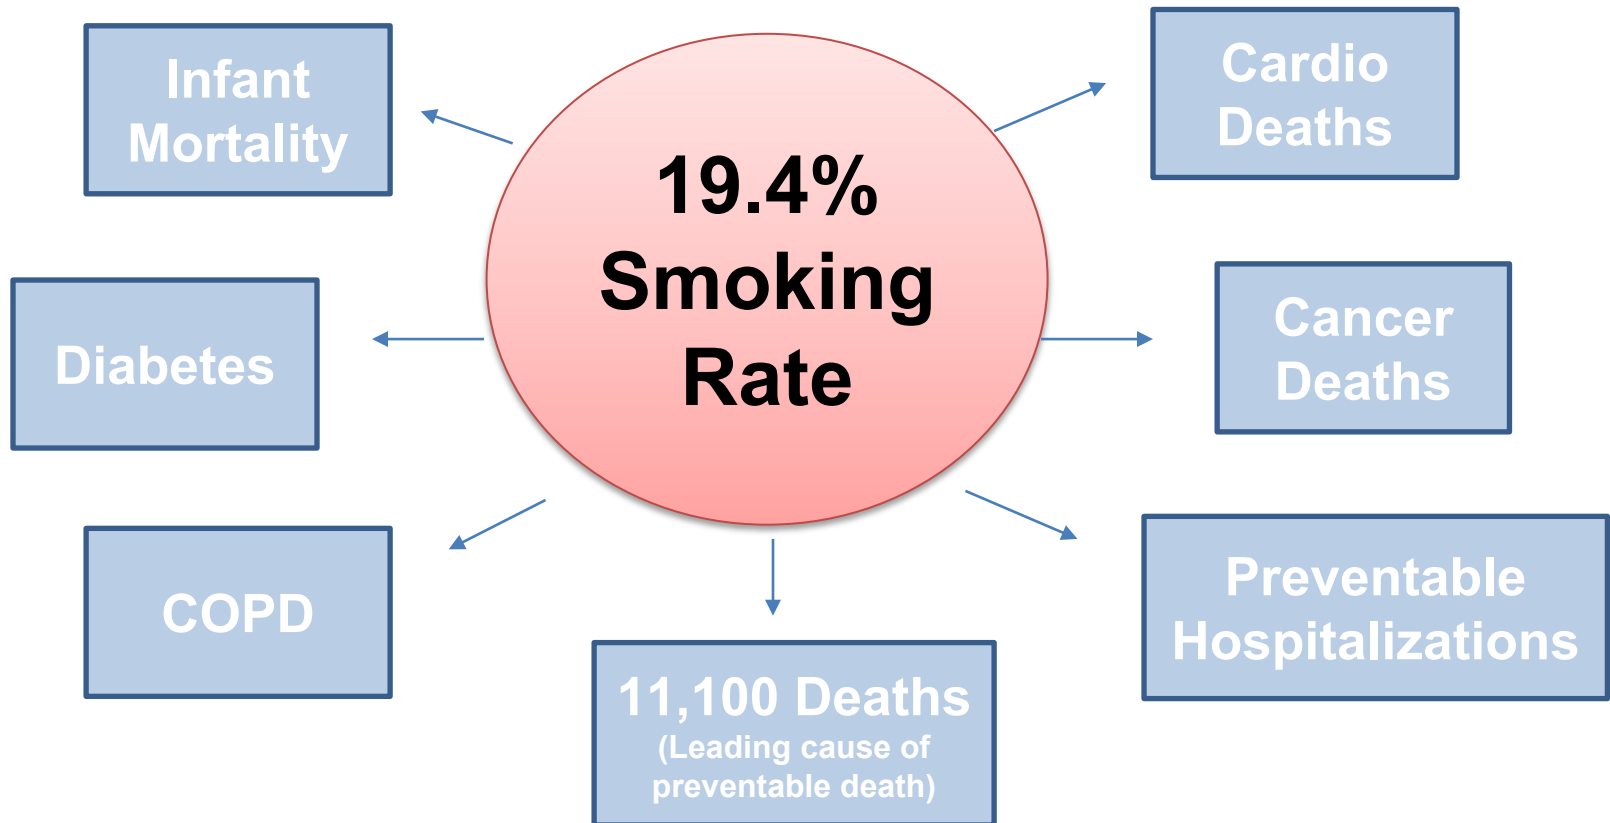 Infant
Mortality
Cardio
Deaths
19.4%
Smoking
Rate
Diabetes
Cancer
Deaths
COPD
Preventable
Hospitalizations
11,100 Deaths
(Leading cause of
preventable death)